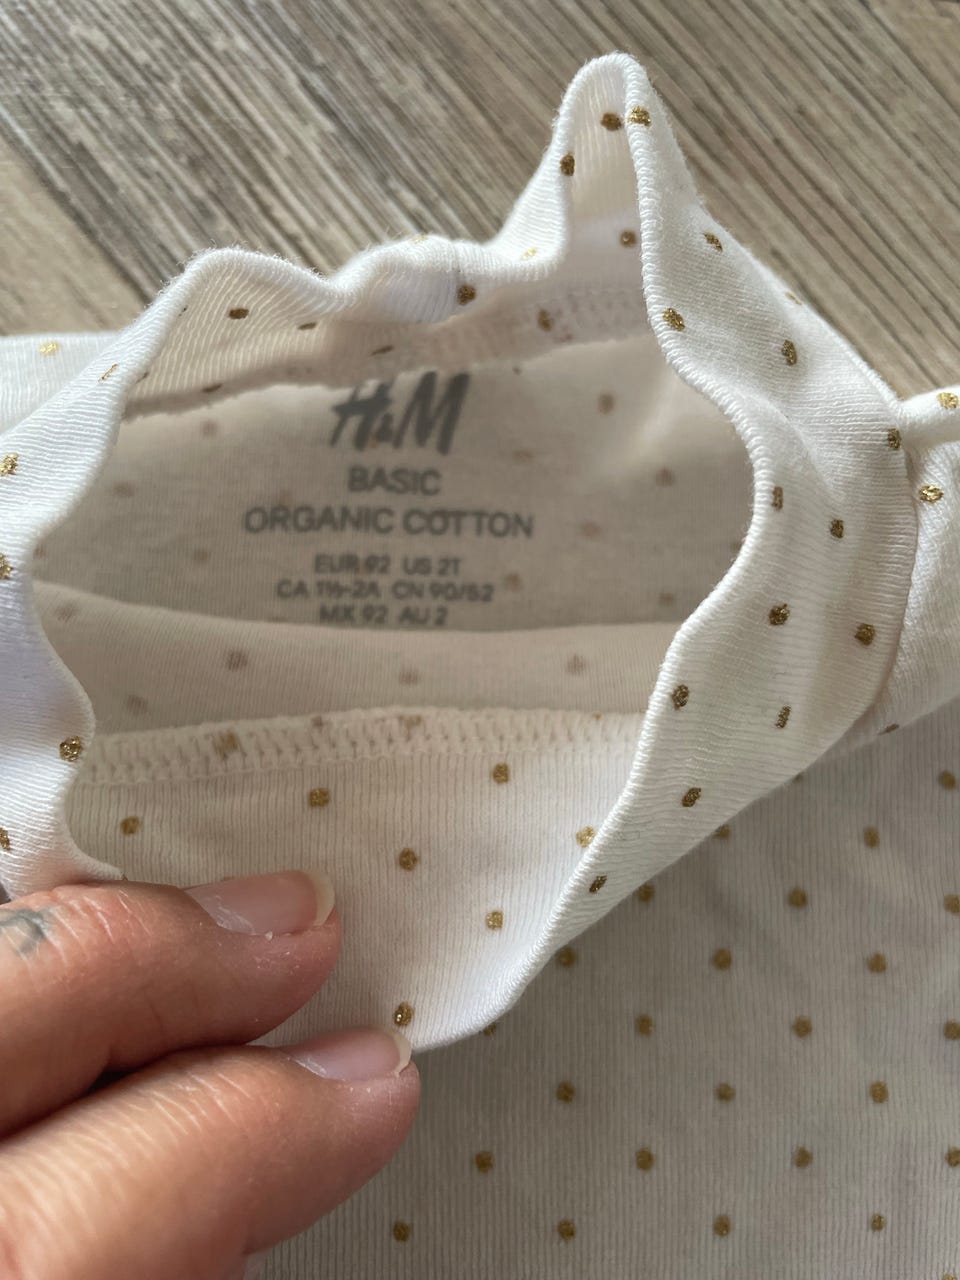 H&M
BASIC
ORGANIC COTTON
EUR 92 US 2T
CA 1½-2A CN 90/52
MX 92 AU 2